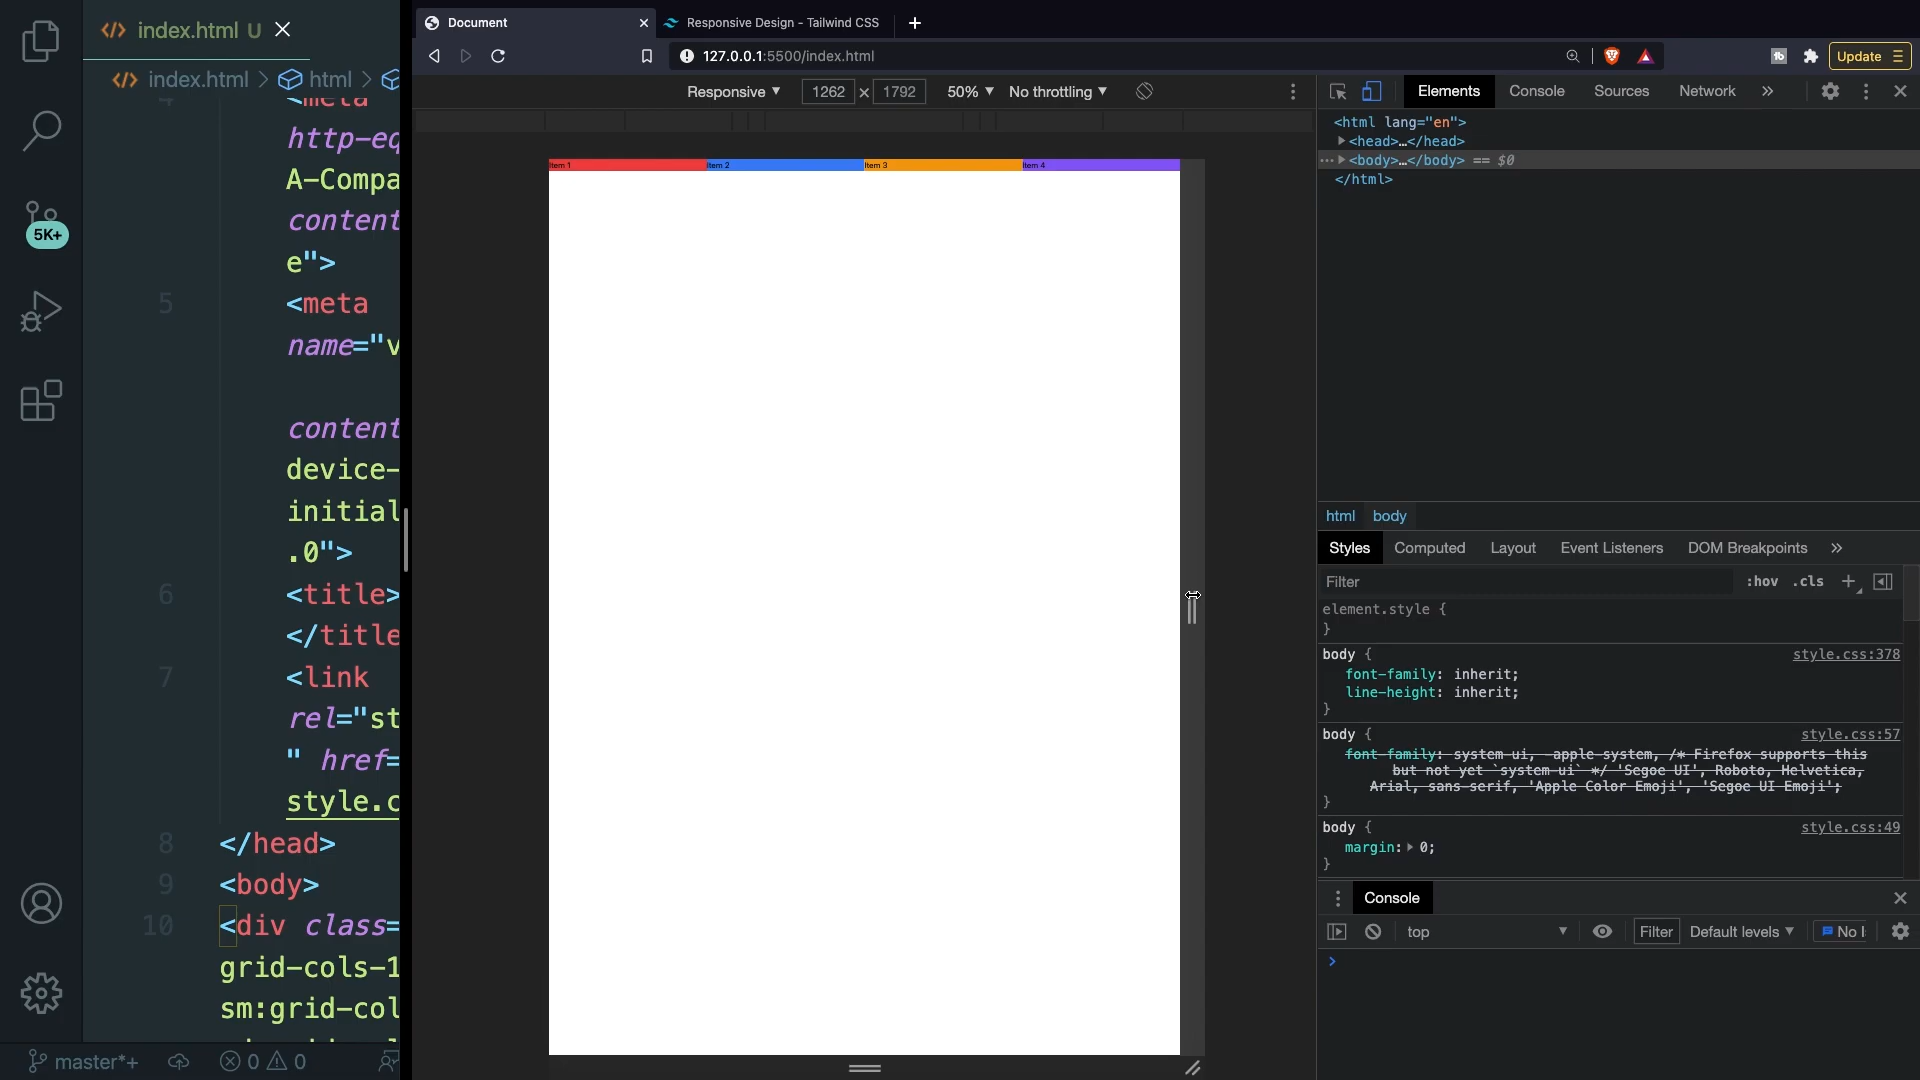 index.html U
Document
Responsive Design - Tailwind CSS
127.0.0.1:5500/index.html
Update
index.html > html >
Responsive
1262 × 1792
50%
No throttling
Elements
Console
Sources
Network
4
<meta
http-eq
A-Compa
content
e">
5
<meta
name="v
content
device-
initial
.0">
6
<title>
</title
7
<link
rel="st
" href=
style.c
8
</head>
9
<body>
10
<div class=
grid-cols-1
sm:grid-col
5K+
master*+
0
0
Item 1
Item 2
Item 3
Item 4
<html lang="en">
<head>…</head>
<body>…</body> == $0
</html>
html
body
Styles
Computed
Layout
Event Listeners
DOM Breakpoints
Filter
:hov
.cls
element.style {
}
body {
style.css:378
font-family: inherit;
line-height: inherit;
}
body {
style.css:57
font-family: system-ui, -apple-system, /* Firefox supports this
but not yet `system-ui` */ 'Segoe UI', Roboto, Helvetica,
Arial, sans-serif, 'Apple Color Emoji', 'Segoe UI Emoji';
}
body {
style.css:49
margin: 0;
}
Console
top
Filter
Default levels
No